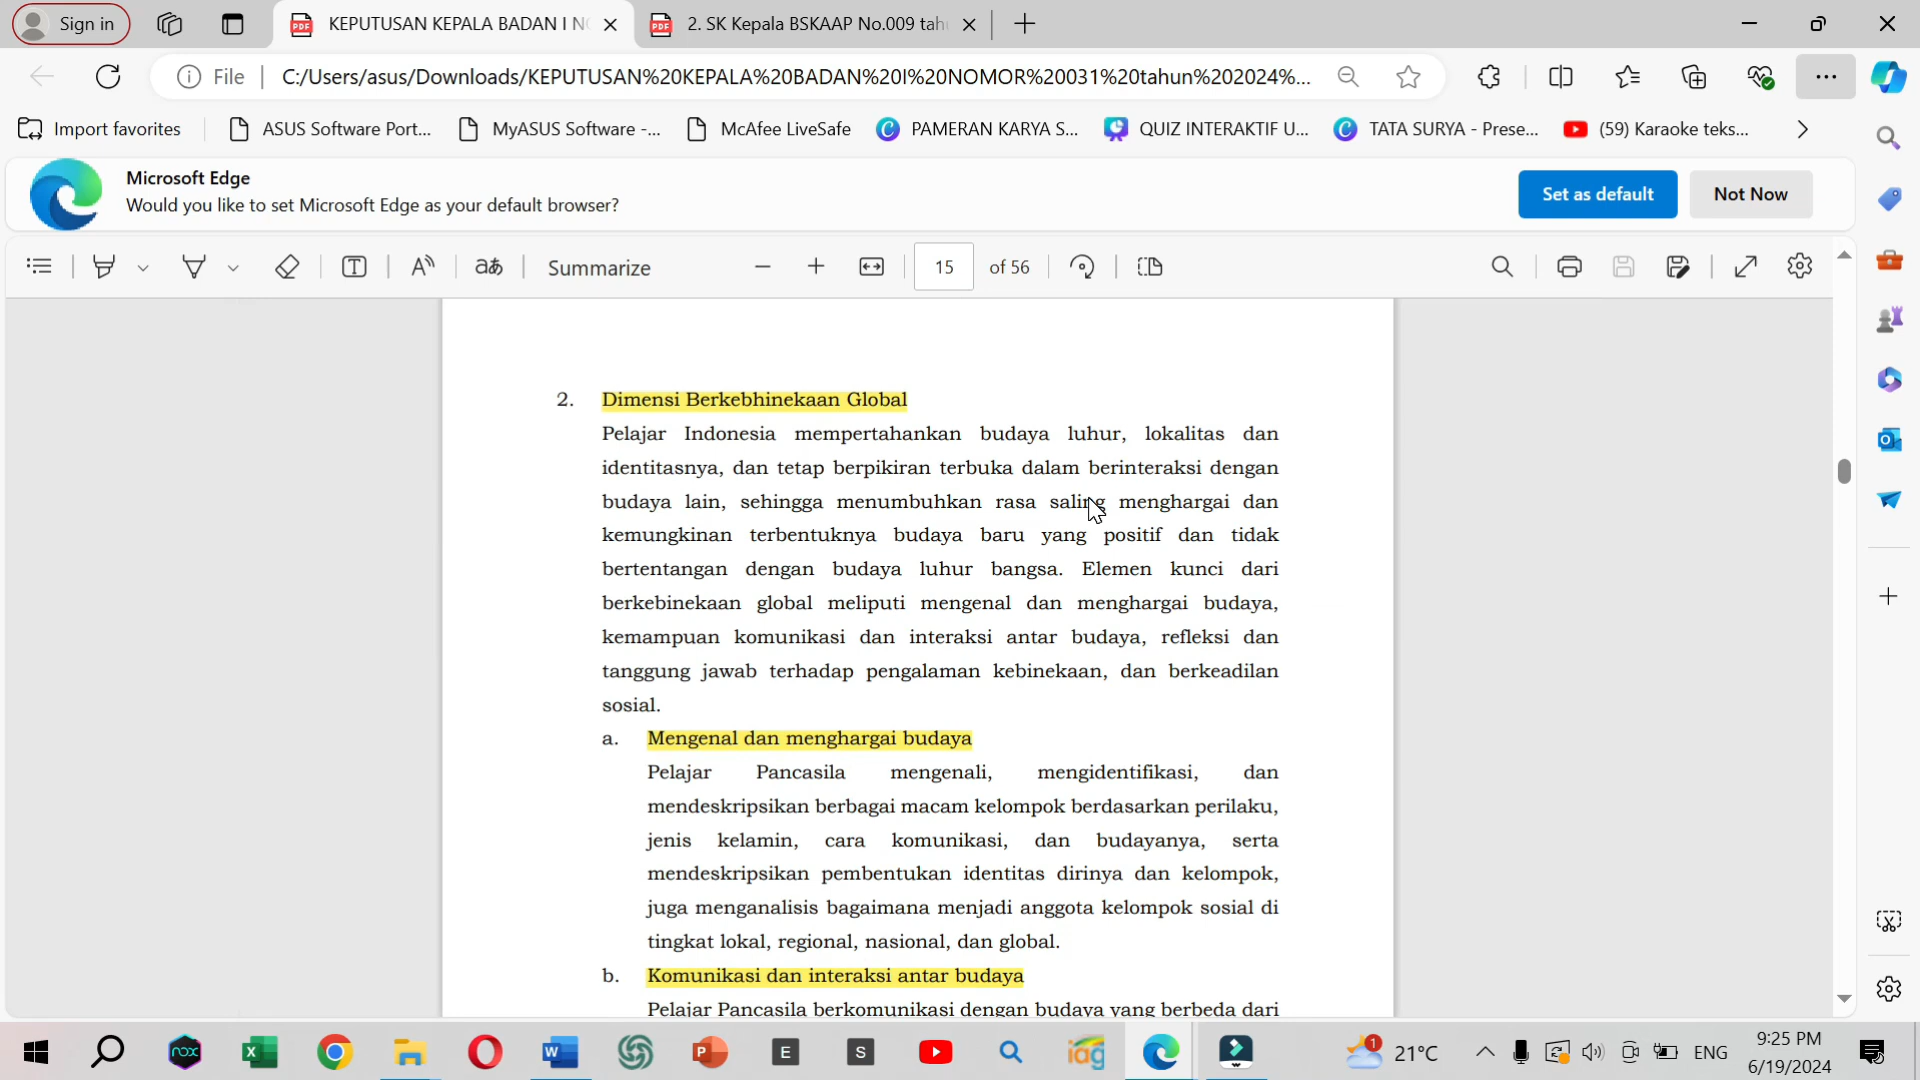 Sign in
KEPUTUSAN KEPALA BADAN I N
2. SK Kepala BSKAAP No.009 tah
File
C:/Users/asus/Downloads/KEPUTUSAN%20KEPALA%20BADAN%20I%20NOMOR%20031%20tahun%202024%...
Import favorites
ASUS Software Port...
MyASUS Software -...
McAfee LiveSafe
PAMERAN KARYA S...
QUIZ INTERAKTIF U...
TATA SURYA - Prese...
(59) Karaoke teks...
Microsoft Edge
Would you like to set Microsoft Edge as your default browser?
Set as default
Not Now
Summarize
15
of 56
2. Dimensi Berkebhinekaan Global
Pelajar Indonesia mempertahankan budaya luhur, lokalitas dan
identitasnya, dan tetap berpikiran terbuka dalam berinteraksi dengan
budaya lain, sehingga menumbuhkan rasa saling menghargai dan
kemungkinan terbentuknya budaya baru yang positif dan tidak
bertentangan dengan budaya luhur bangsa. Elemen kunci dari
berkebinekaan global meliputi mengenal dan menghargai budaya,
kemampuan komunikasi dan interaksi antar budaya, refleksi dan
tanggung jawab terhadap pengalaman kebinekaan, dan berkeadilan
sosial.
a. Mengenal dan menghargai budaya
Pelajar Pancasila mengenali, mengidentifikasi, dan
mendeskripsikan berbagai macam kelompok berdasarkan perilaku,
jenis kelamin, cara komunikasi, dan budayanya, serta
mendeskripsikan pembentukan identitas dirinya dan kelompok,
juga menganalisis bagaimana menjadi anggota kelompok sosial di
tingkat lokal, regional, nasional, dan global.
b. Komunikasi dan interaksi antar budaya
Pelajar Pancasila berkomunikasi dengan budaya yang berbeda dari
21°C
ENG
9:25 PM
6/19/2024